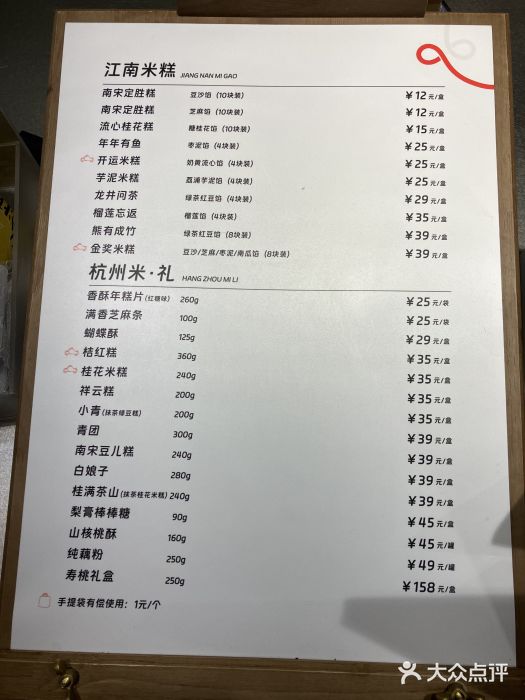 江南米糕 JIANG NAN MI GAO
南宋定胜糕 豆沙馅（10块装） ￥12元/盒
南宋定胜糕 芝麻馅（10块装） ￥12元/盒
流心桂花糕 糖桂花馅（10块装） ￥15元/盒
年年有鱼 枣泥馅（4块装） ￥25元/盒
开运米糕 奶黄流心馅（4块装） ￥25元/盒
芋泥米糕 荔浦芋泥馅（4块装） ￥25元/盒
龙井问茶 绿茶红豆馅（4块装） ￥29元/盒
榴莲忘返 榴莲馅（4块装） ￥35元/盒
熊有成竹 绿茶红豆馅（8块装） ￥39元/盒
金奖米糕 豆沙/芝麻/枣泥/南瓜馅（8块装） ￥39元/盒
杭州米·礼 HANG ZHOU MI LI
香酥年糕片(红糖味) 260g ￥25元/袋
满香芝麻条 100g ￥25元/袋
蝴蝶酥 125g ￥29元/盒
桔红糕 360g ￥35元/盒
桂花米糕 240g ￥35元/盒
祥云糕 200g ￥35元/盒
小青(抹茶绿豆糕) 200g ￥35元/盒
青团 300g ￥39元/盒
南宋豆儿糕 240g ￥39元/盒
白娘子 280g ￥39元/盒
桂满茶山(抹茶桂花米糕) 240g ￥39元/盒
梨膏棒棒糖 90g ￥45元/盒
山核桃酥 160g ￥45元/罐
纯藕粉 250g ￥49元/罐
寿桃礼盒 250g ￥158元/盒
手提袋有偿使用：1元/个
大众点评